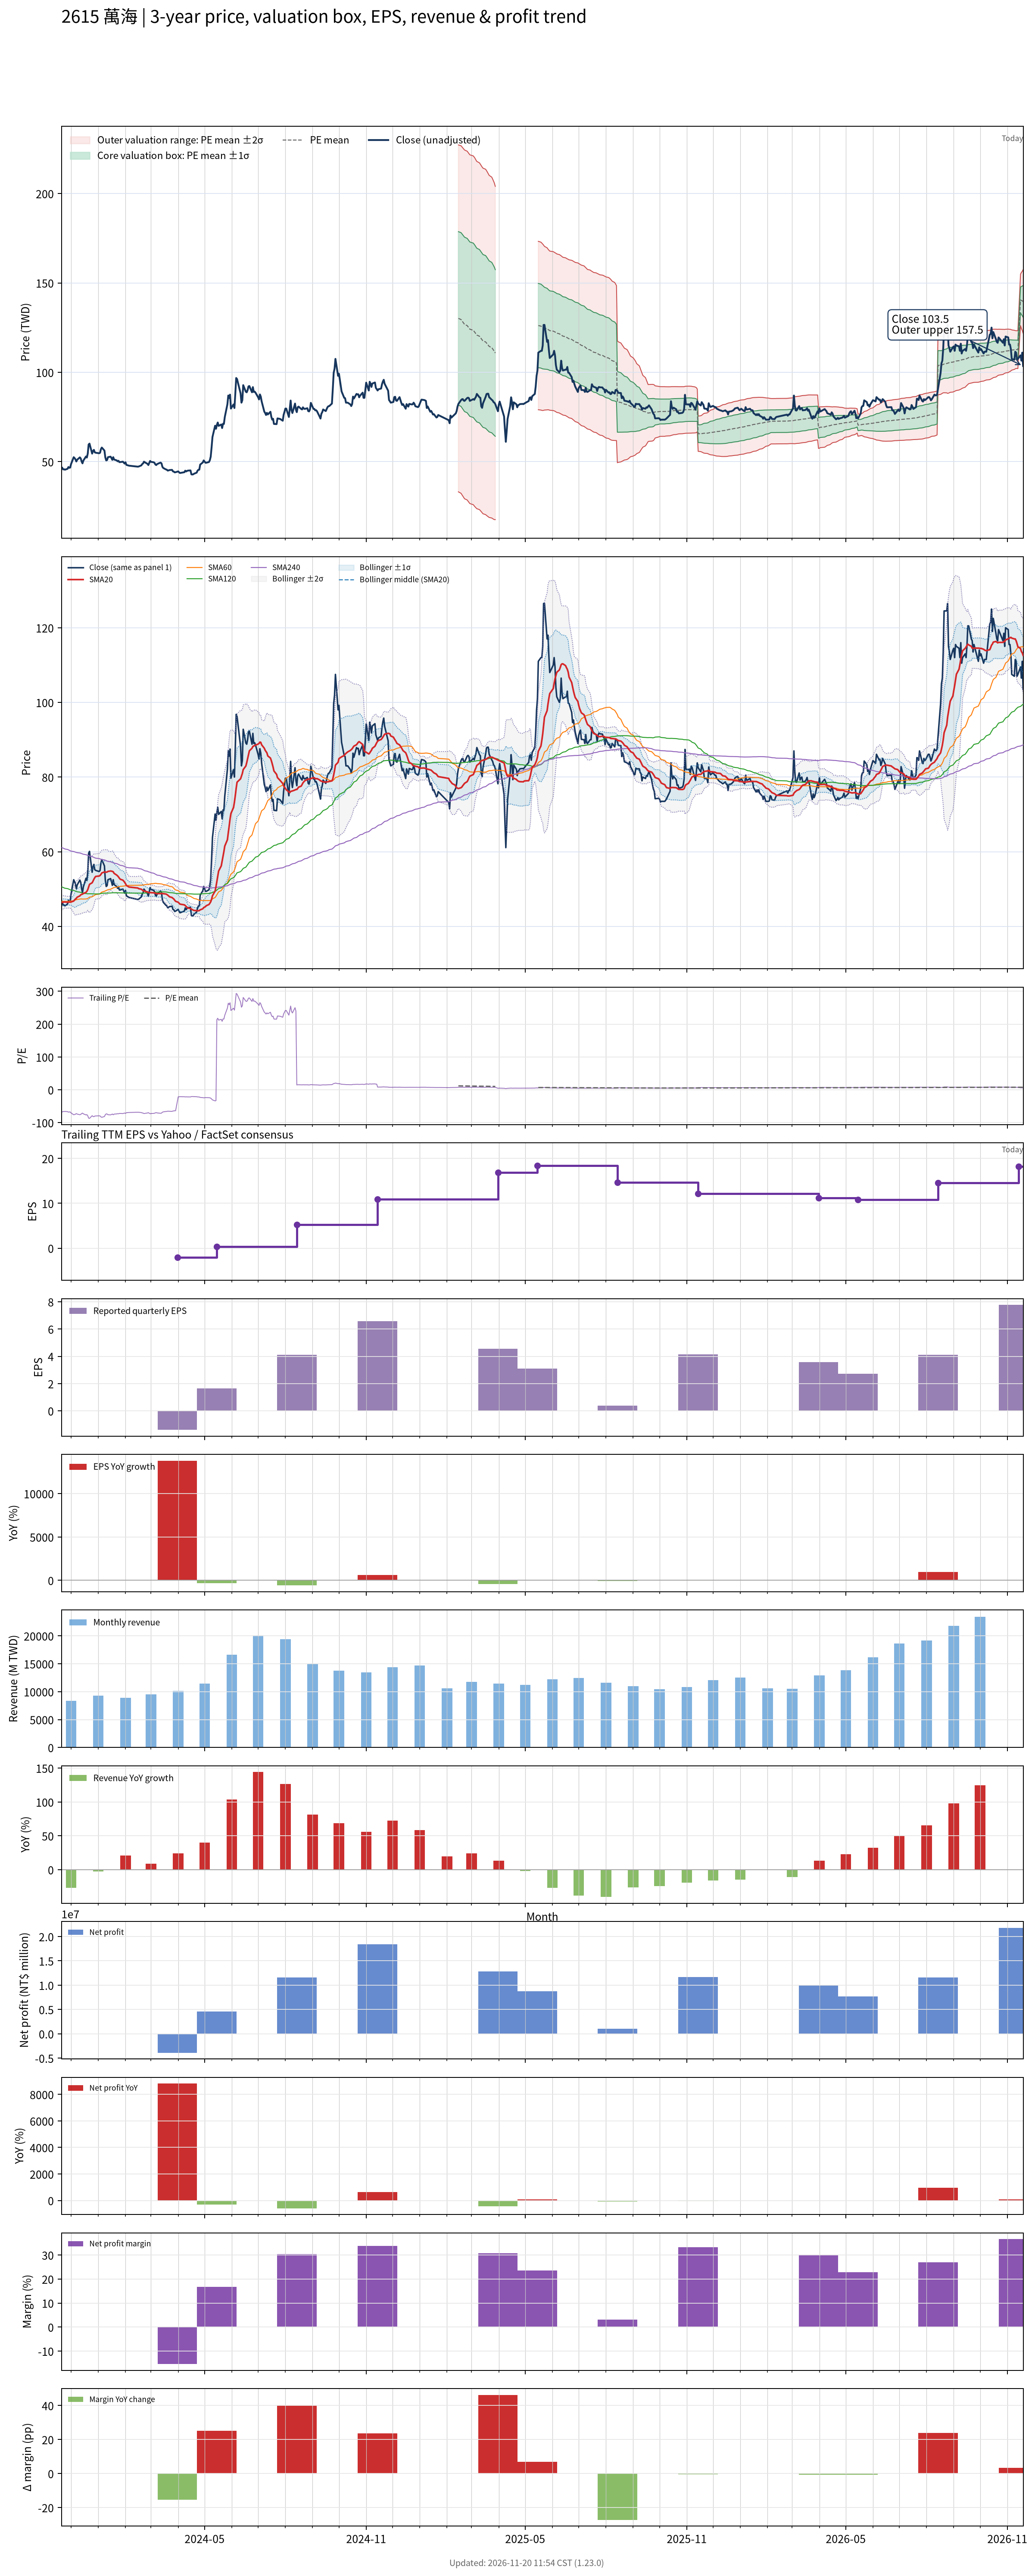 2615 萬海 | 3-year price, valuation box, EPS, revenue & profit trend
Outer valuation range: PE mean ±2σ
PE mean
Close (unadjusted)
Core valuation box: PE mean ±1σ
Today
200
150
100
50
Price (TWD)
Close 103.5
Outer upper 157.5
Close (same as panel 1)
SMA60
SMA240
Bollinger ±1σ
SMA20
SMA120
Bollinger ±2σ
Bollinger middle (SMA20)
120
100
80
60
40
Price
Trailing P/E
P/E mean
300
200
100
0
-100
P/E
Trailing TTM EPS vs Yahoo / FactSet consensus
Today
20
10
0
EPS
Reported quarterly EPS
8
6
4
2
0
EPS
EPS YoY growth
10000
5000
0
YoY (%)
Monthly revenue
20000
15000
10000
5000
0
Revenue (M TWD)
Revenue YoY growth
150
100
50
0
YoY (%)
Month
1e7
Net profit
2.0
1.5
1.0
0.5
0.0
-0.5
Net profit (NT$ million)
Net profit YoY
8000
6000
4000
2000
0
YoY (%)
Net profit margin
30
20
10
0
-10
Margin (%)
Margin YoY change
40
20
0
-20
Δ margin (pp)
2024-05
2024-11
2025-05
2025-11
2026-05
2026-11
Updated: 2026-11-20 11:54 CST (1.23.0)